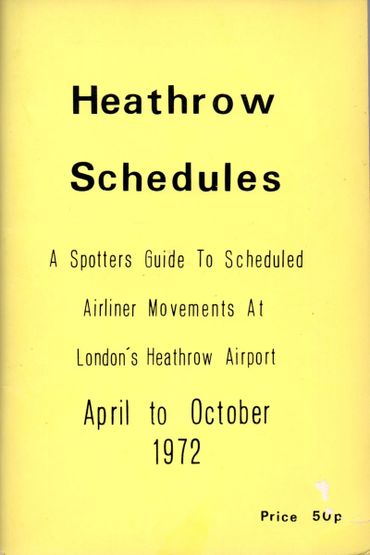 Heathrow
Schedules
A Spotters Guide To Scheduled
Airliner Movements At
London's Heathrow Airport
April to October
1972
Price 50p